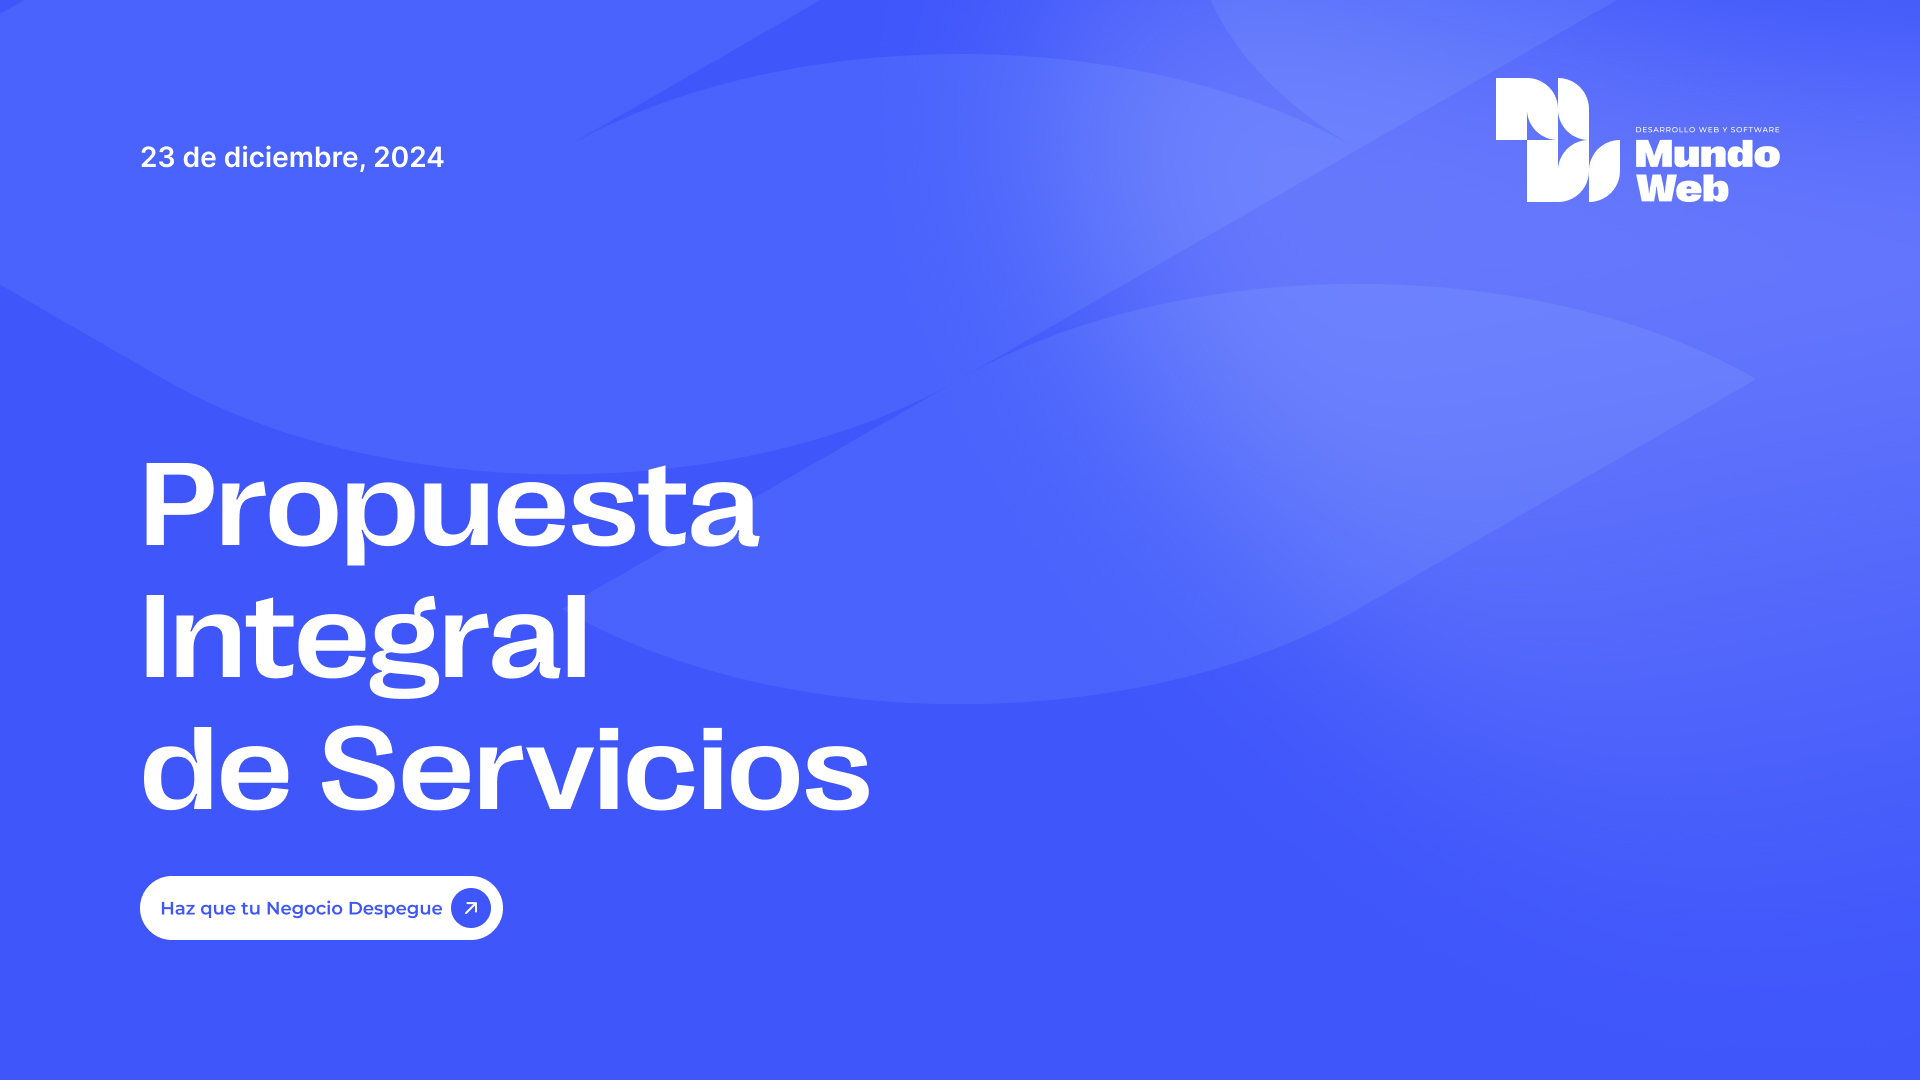 23 de diciembre, 2024
DESARROLLO WEB Y SOFTWARE
Mundo
Web
Propuesta
Integral
de Servicios
Haz que tu Negocio Despegue